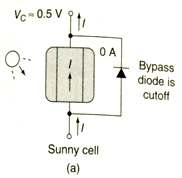 V_C = 0.5 V
I
0 A
I
Bypass
diode is
cutoff
I
Sunny cell
(a)